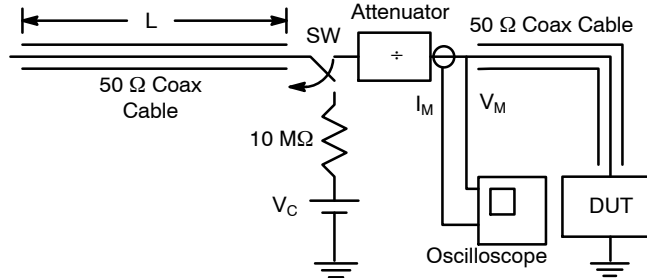 L
SW
Attenuator
÷
50 Ω Coax Cable
50 Ω Coax
Cable
I_M
V_M
10 MΩ
V_C
Oscilloscope
DUT